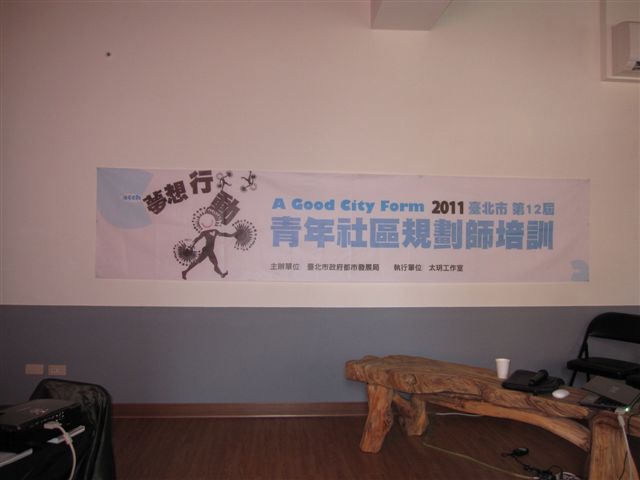 夢想行動
A Good City Form 2011 臺北市 第12屆
青年社區規劃師培訓
主辦單位 臺北市政府都市發展局 執行單位 太玥工作室